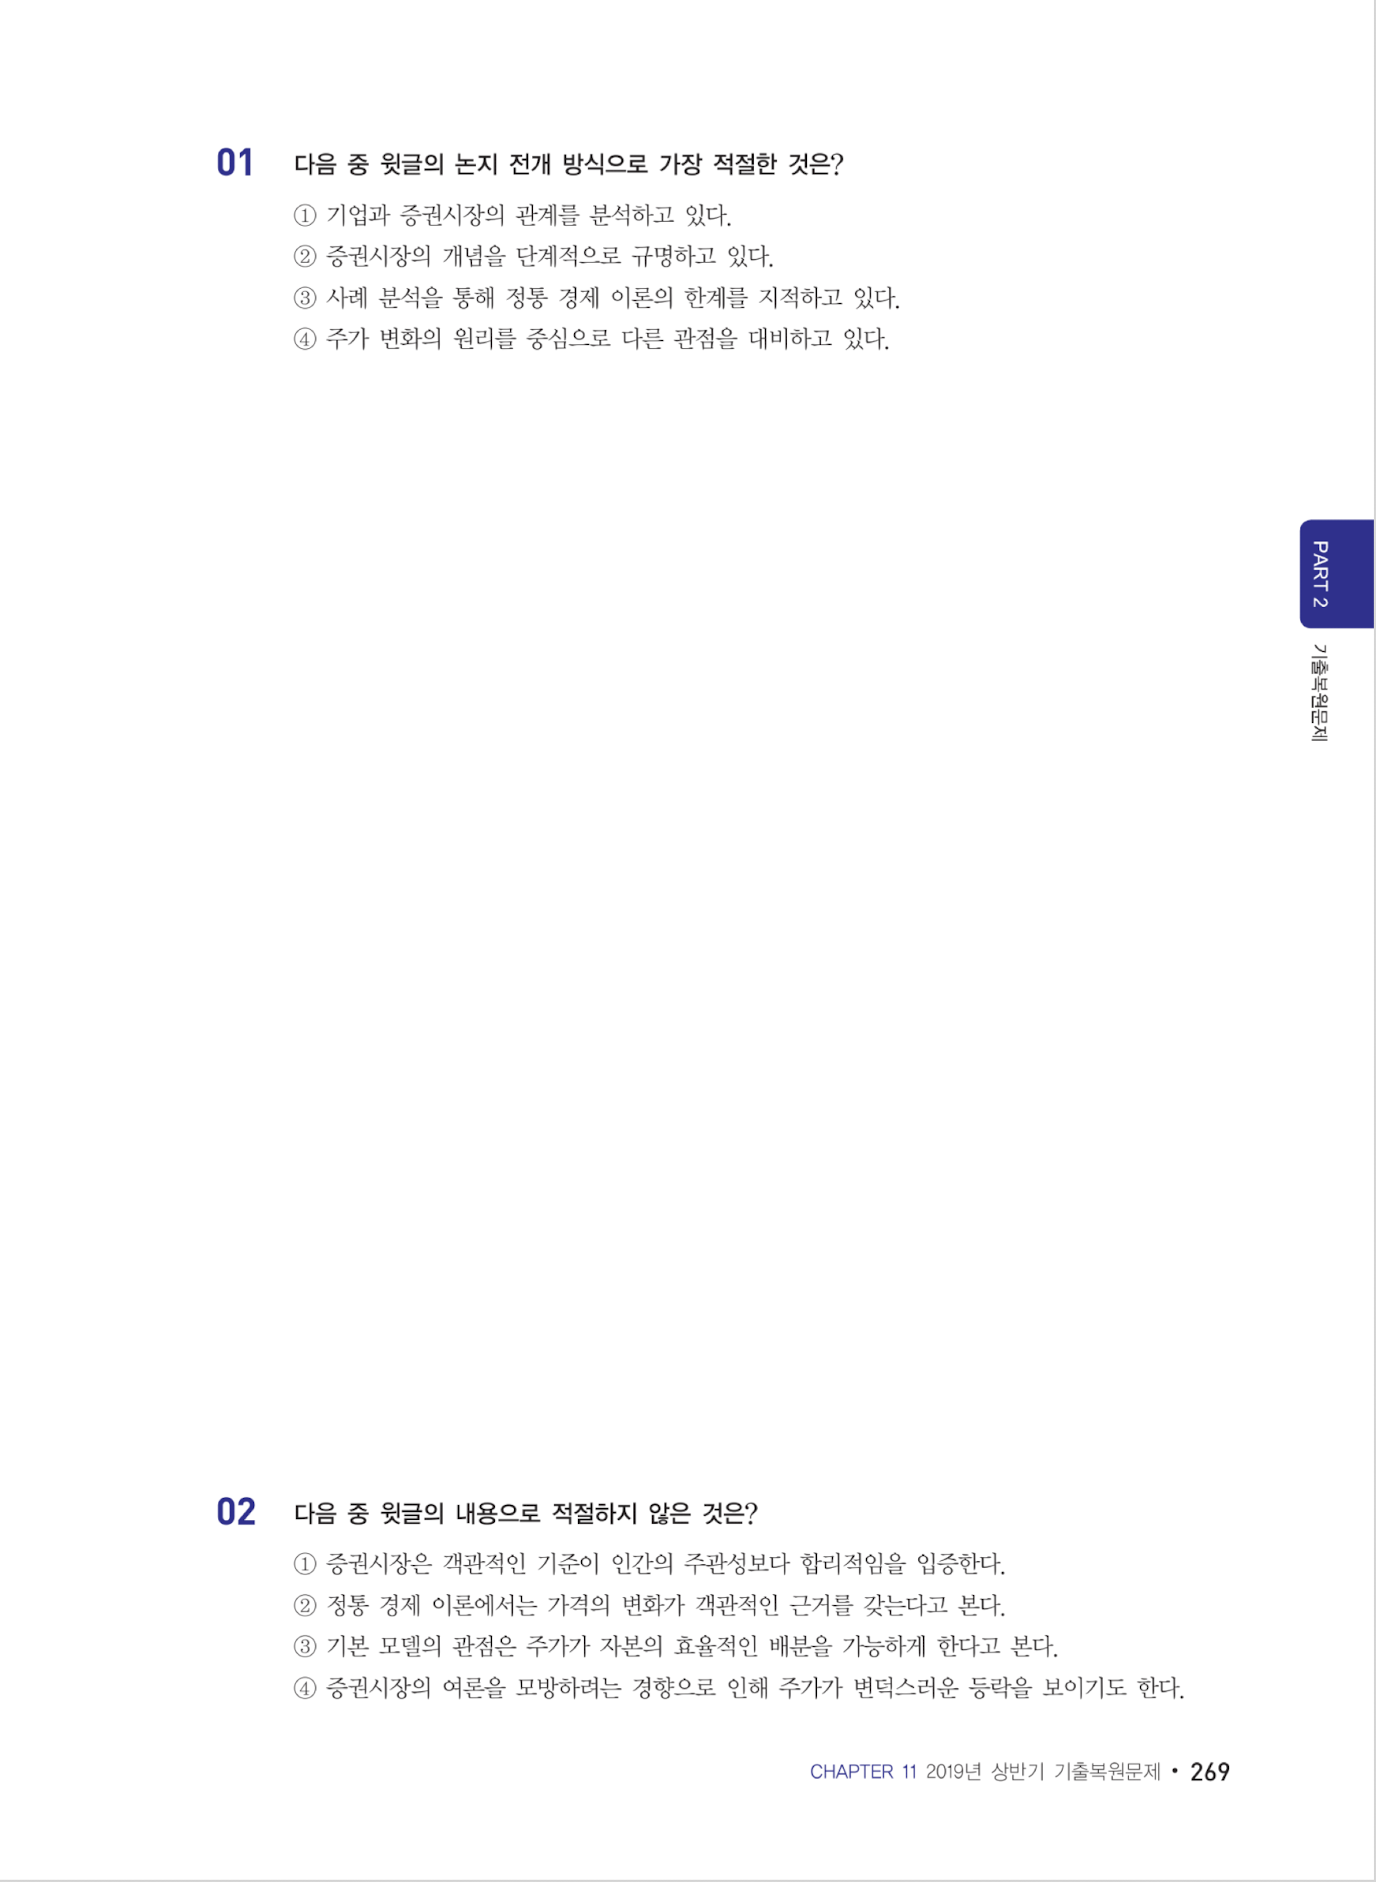 01 다음 중 윗글의 논지 전개 방식으로 가장 적절한 것은?
① 기업과 증권시장의 관계를 분석하고 있다.
② 증권시장의 개념을 단계적으로 규명하고 있다.
③ 사례 분석을 통해 정통 경제 이론의 한계를 지적하고 있다.
④ 주가 변화의 원리를 중심으로 다른 관점을 대비하고 있다.
PART 2
기출복원문제
02 다음 중 윗글의 내용으로 적절하지 않은 것은?
① 증권시장은 객관적인 기준이 인간의 주관성보다 합리적임을 입증한다.
② 정통 경제 이론에서는 가격의 변화가 객관적인 근거를 갖는다고 본다.
③ 기본 모델의 관점은 주가가 자본의 효율적인 배분을 가능하게 한다고 본다.
④ 증권시장의 여론을 모방하려는 경향으로 인해 주가가 변덕스러운 등락을 보이기도 한다.
CHAPTER 11 2019년 상반기 기출복원문제 • 269